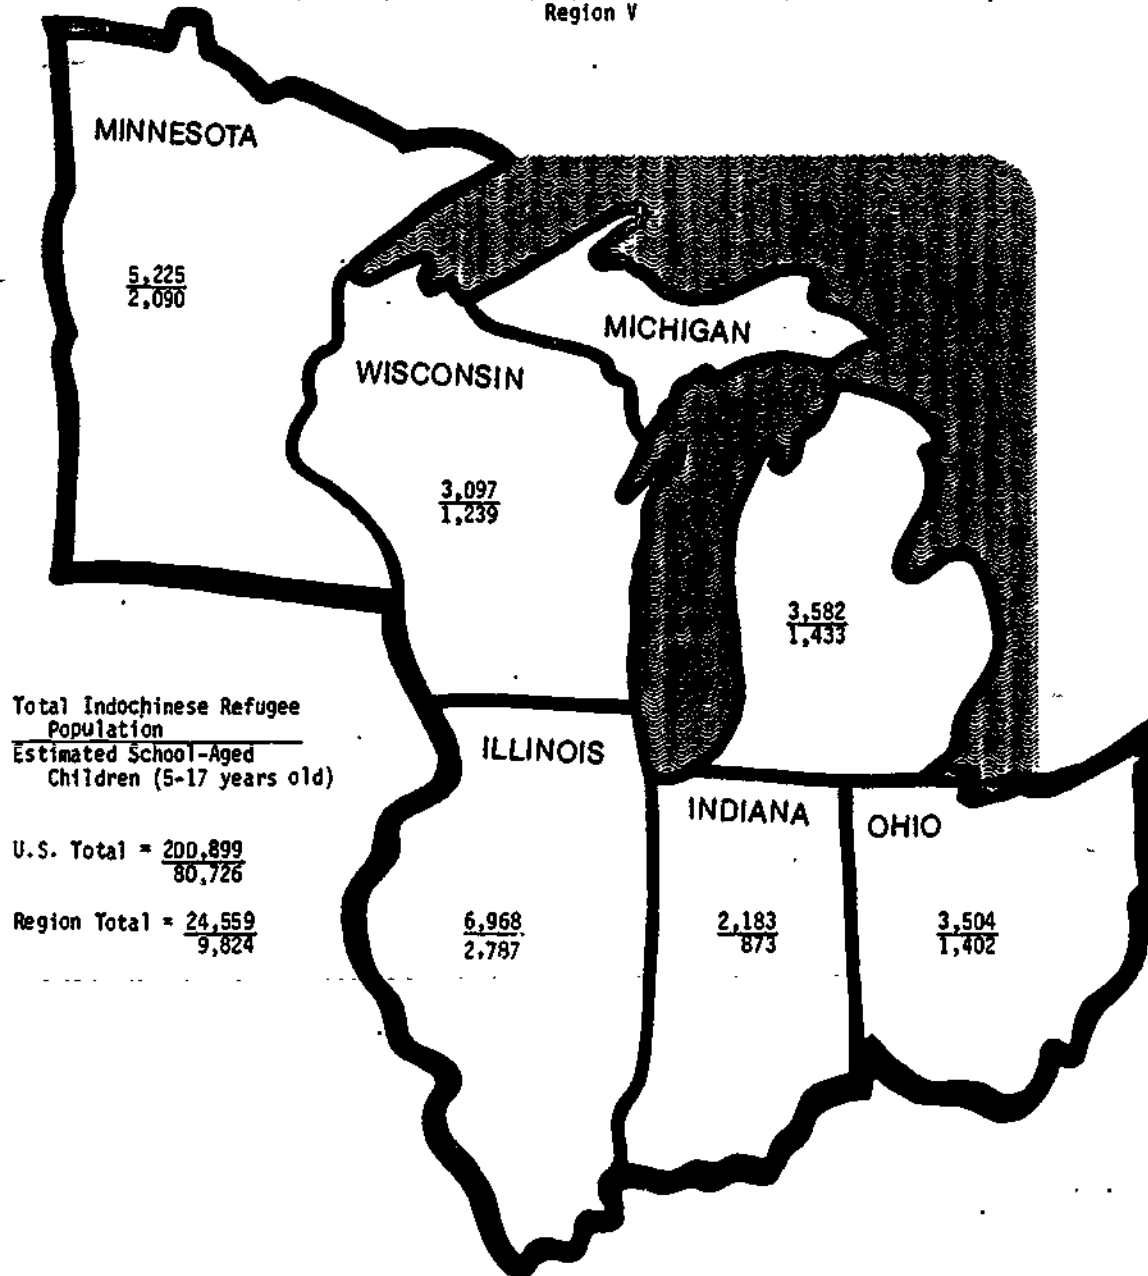 Region V
MINNESOTA
5,225
2,090
MICHIGAN
WISCONSIN
3,097
1,239
3,582
1,433
Total Indochinese Refugee
Population
Estimated School-Aged
Children (5-17 years old)
ILLINOIS
INDIANA
OHIO
U.S. Total = 200,899
80,726
Region Total = 24,559
9,824
6,968
2,787
2,183
873
3,504
1,402